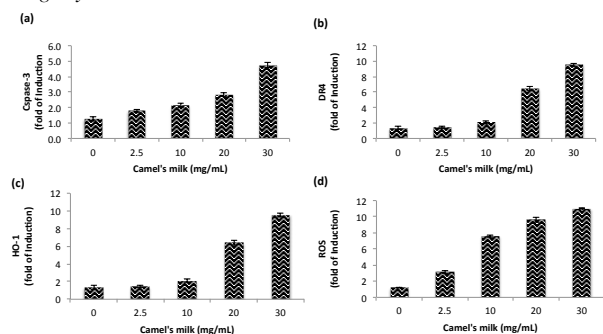 (a)
Cspase-3
(fold of Induction)
6.0
5.0
4.0
3.0
2.0
1.0
0.0
0 2.5 10 20 30
Camel's milk (mg/mL)
(b)
DR4
(fold of Induction)
12
10
8
6
4
2
0
0 2.5 10 20 30
Camel's milk (mg/mL)
(c)
HO-1
(fold of Induction)
12
10
8
6
4
2
0
0 2.5 10 20 30
Camel's milk (mg/mL)
(d)
ROS
(fold of Induction)
12
10
8
6
4
2
0
0 2.5 10 20 30
Camel's milk (mg/mL)